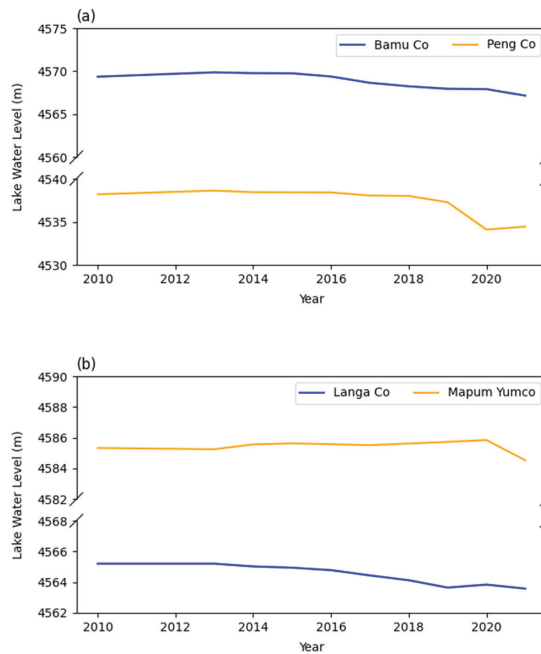 (a)
Bamu Co Peng Co
4575
4570
4565
4560
4540
4535
4530
Lake Water Level (m)
2010 2012 2014 2016 2018 2020
Year
(b)
Langa Co Mapum Yumco
4590
4588
4586
4584
4582
4568
4566
4564
4562
Lake Water Level (m)
2010 2012 2014 2016 2018 2020
Year